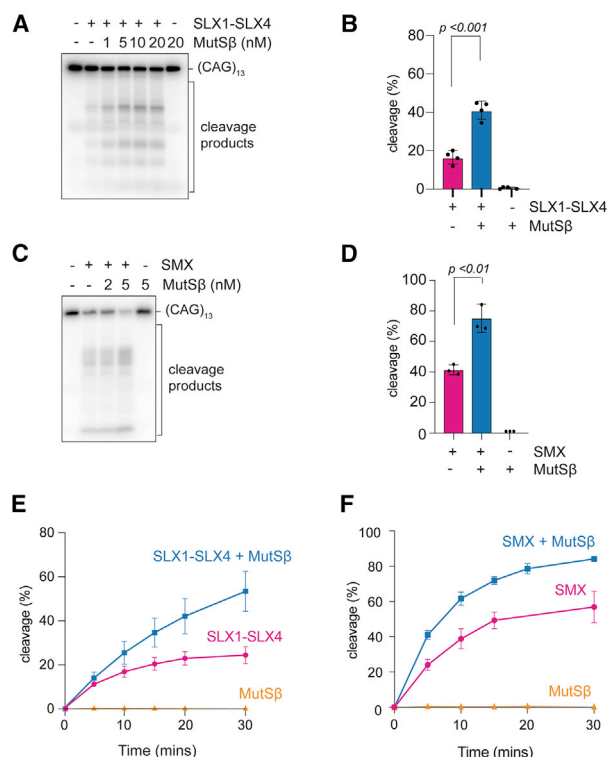 A
SLX1-SLX4 - + + + + + -
MutSβ (nM) - - 1 5 10 20 20
(CAG)13
cleavage
products
B
p <0.001
cleavage (%)
80
60
40
20
0
+ + - SLX1-SLX4
- + + MutSβ
C
SMX - + + + -
MutSβ (nM) - - 2 5 5
(CAG)13
cleavage
products
D
p <0.01
cleavage (%)
100
80
60
40
20
0
+ + - SMX
- + + MutSβ
E
cleavage (%)
80
60
40
20
0
SLX1-SLX4 + MutSβ
SLX1-SLX4
MutSβ
0 10 20 30
Time (mins)
F
cleavage (%)
100
80
60
40
20
0
SMX + MutSβ
SMX
MutSβ
0 10 20 30
Time (mins)